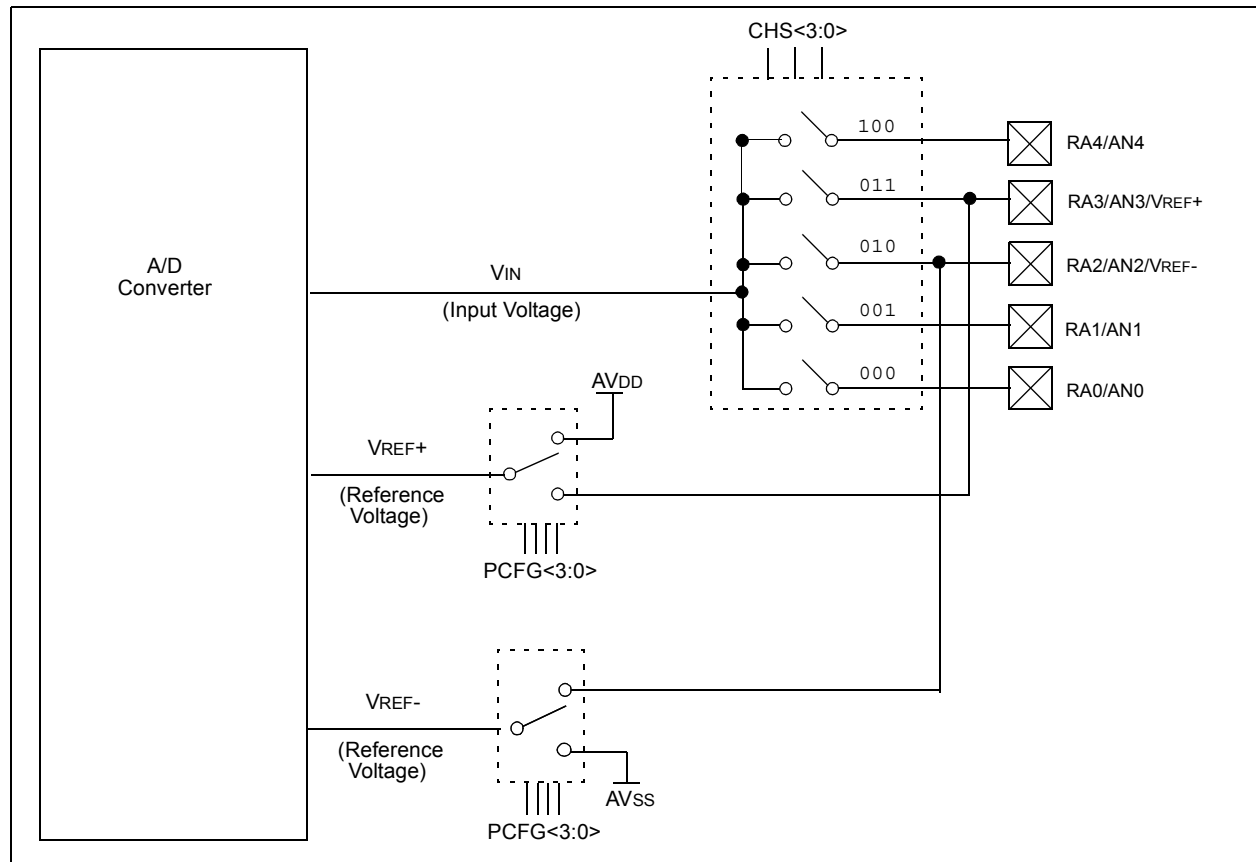 CHS<3:0>
100
RA4/AN4
011
RA3/AN3/VREF+
010
RA2/AN2/VREF-
A/D
Converter
VIN
(Input Voltage)
001
RA1/AN1
000
RA0/AN0
AVDD
VREF+
(Reference
Voltage)
PCFG<3:0>
VREF-
(Reference
Voltage)
AVSS
PCFG<3:0>